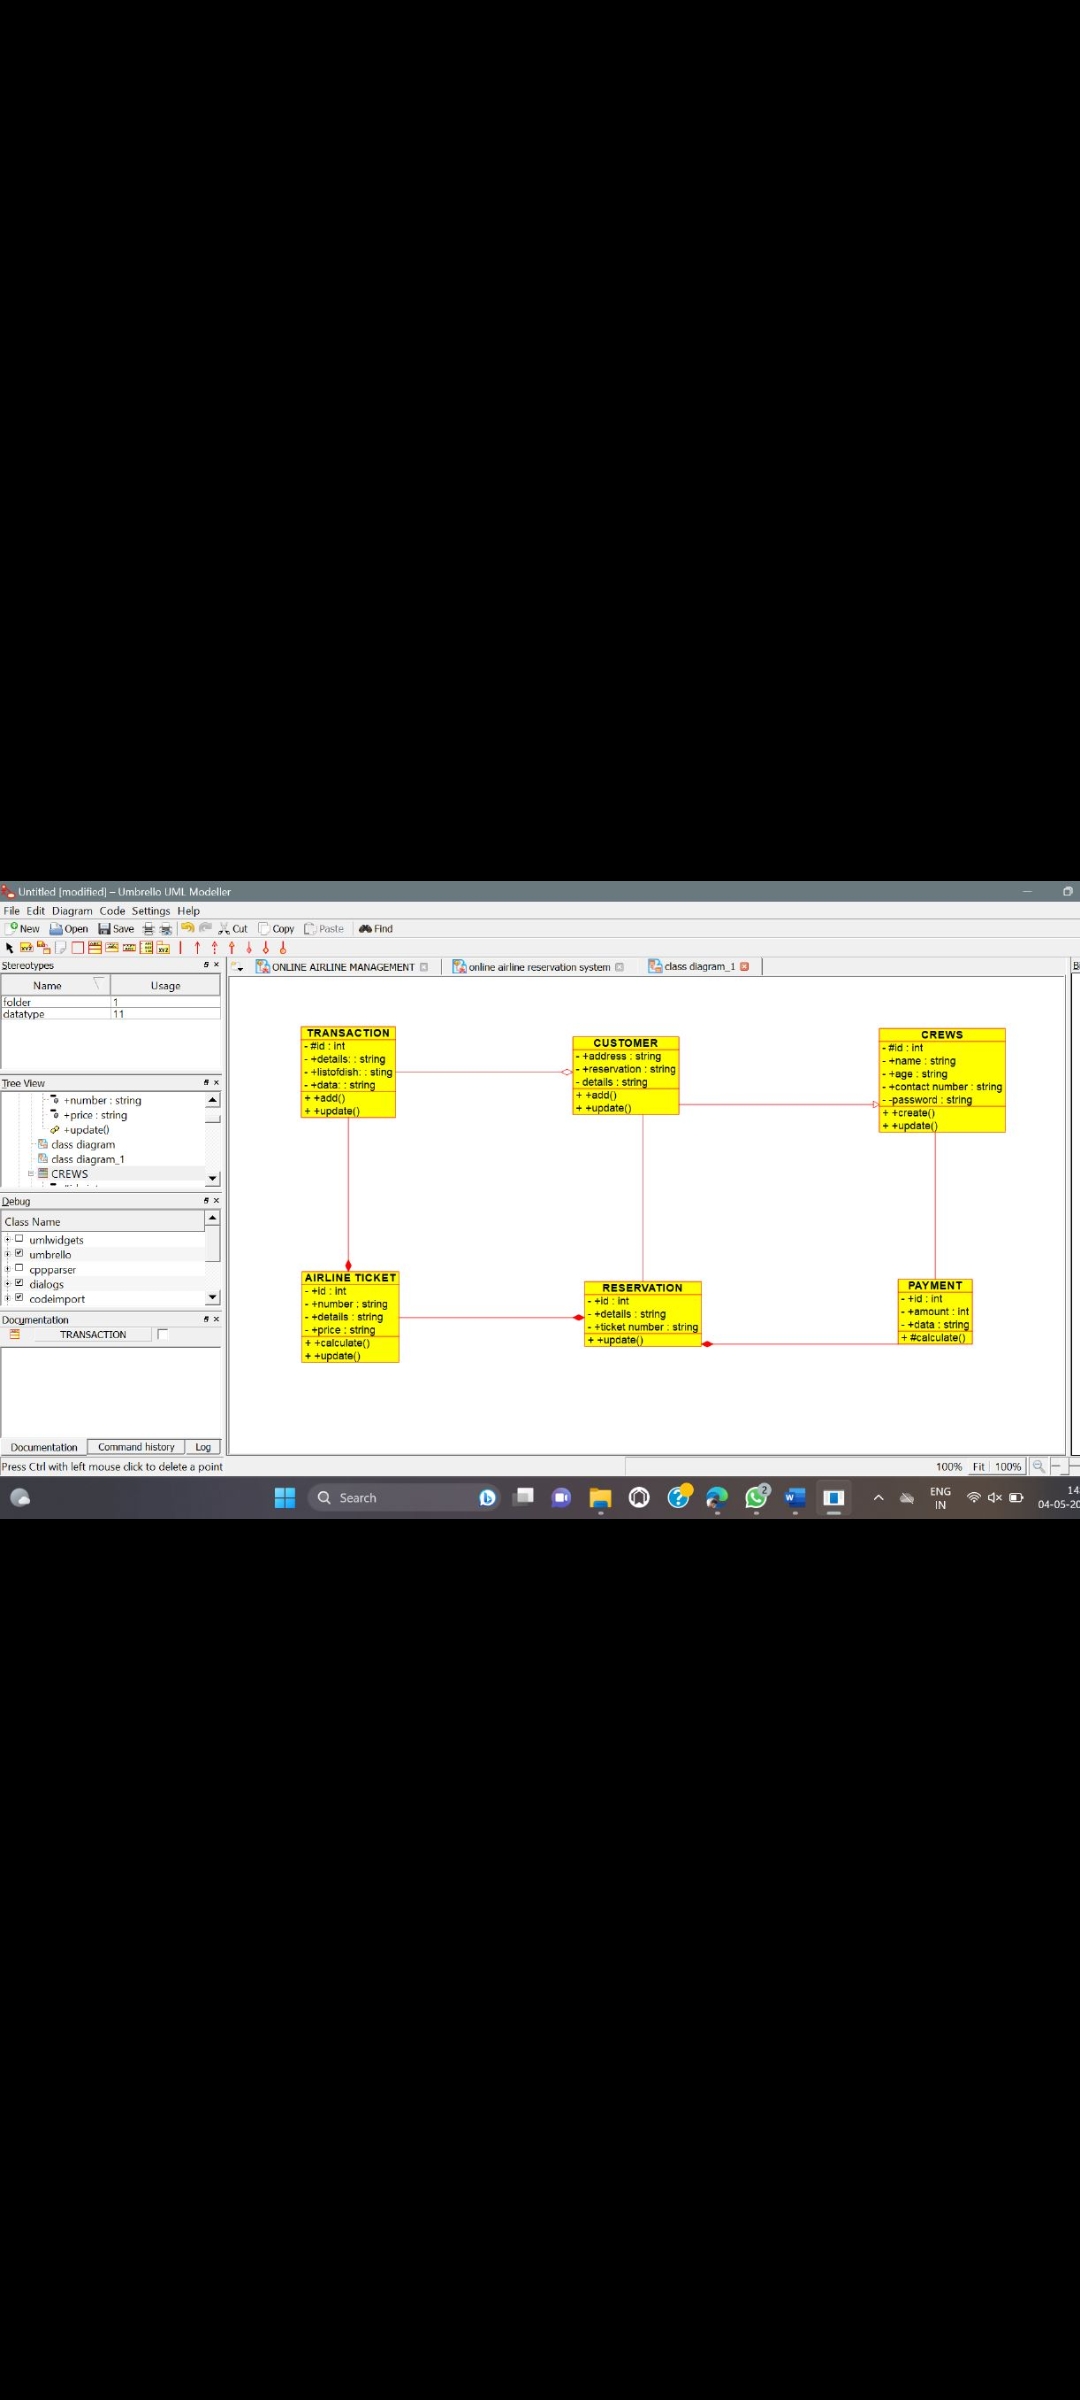 Untitled [modified] – Umbrello UML Modeller
File Edit Diagram Code Settings Help
New Open Save Cut Copy Paste Find
Stereotypes
Name Usage
folder 1
datatype 11
Tree View
+number : string
+price : string
+update()
class diagram
class diagram_1
CREWS
Debug
Class Name
umlwidgets
umbrello
cppparser
dialogs
codeimport
Documentation
TRANSACTION
Documentation Command history Log
Press Ctrl with left mouse click to delete a point
ONLINE AIRLINE MANAGEMENT
online airline reservation system
class diagram_1
TRANSACTION
- #id : int
- +details: : string
- +listofdish: : sting
- +data: : string
+ +add()
+ +update()
CUSTOMER
- +address : string
- +reservation : string
- details : string
+ +add()
+ +update()
CREWS
- #id : int
- +name : string
- +age : string
- +contact number : string
- -password : string
+ +create()
+ +update()
AIRLINE TICKET
- +id : int
- +number : string
- +details : string
- +price : string
+ +calculate()
+ +update()
RESERVATION
- +id : int
- +details : string
- +ticket number : string
+ +update()
PAYMENT
- +id : int
- +amount : int
- +data : string
+ #calculate()
100% Fit 100%
Search
2
ENG
IN
14
04-05-20